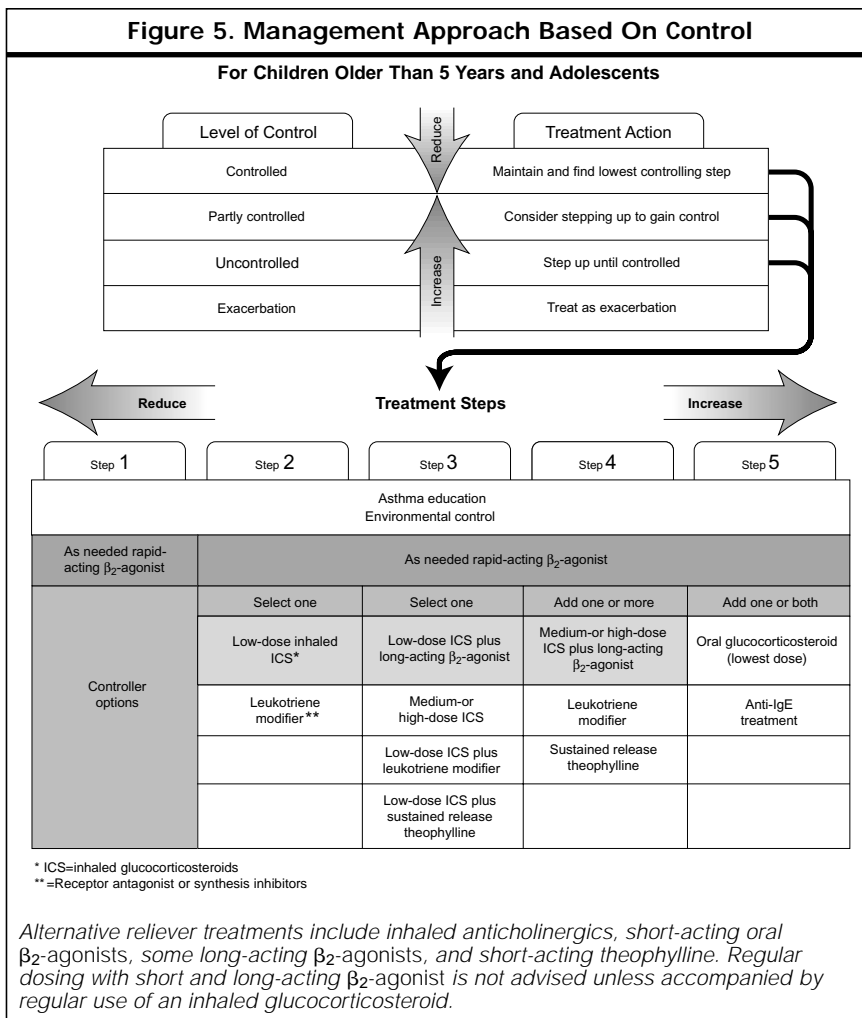 Figure 5. Management Approach Based On Control
For Children Older Than 5 Years and Adolescents
Level of Control
Reduce
Treatment Action
Controlled
Maintain and find lowest controlling step
Partly controlled
Consider stepping up to gain control
Increase
Uncontrolled
Step up until controlled
Exacerbation
Treat as exacerbation
Reduce
Treatment Steps
Increase
Step 1
Step 2
Step 3
Step 4
Step 5
Asthma education
Environmental control
As needed rapid-
acting β2-agonist
As needed rapid-acting β2-agonist
Controller
options
Select one
Select one
Add one or more
Add one or both
Low-dose inhaled
ICS*
Low-dose ICS plus
long-acting β2-agonist
Medium-or high-dose
ICS plus long-acting
β2-agonist
Oral glucocorticosteroid
(lowest dose)
Leukotriene
modifier**
Medium-or
high-dose ICS
Leukotriene
modifier
Anti-IgE
treatment
Low-dose ICS plus
leukotriene modifier
Sustained release
theophylline
Low-dose ICS plus
sustained release
theophylline
* ICS=inhaled glucocorticosteroids
** =Receptor antagonist or synthesis inhibitors
Alternative reliever treatments include inhaled anticholinergics, short-acting oral
β2-agonists, some long-acting β2-agonists, and short-acting theophylline. Regular
dosing with short and long-acting β2-agonist is not advised unless accompanied by
regular use of an inhaled glucocorticosteroid.